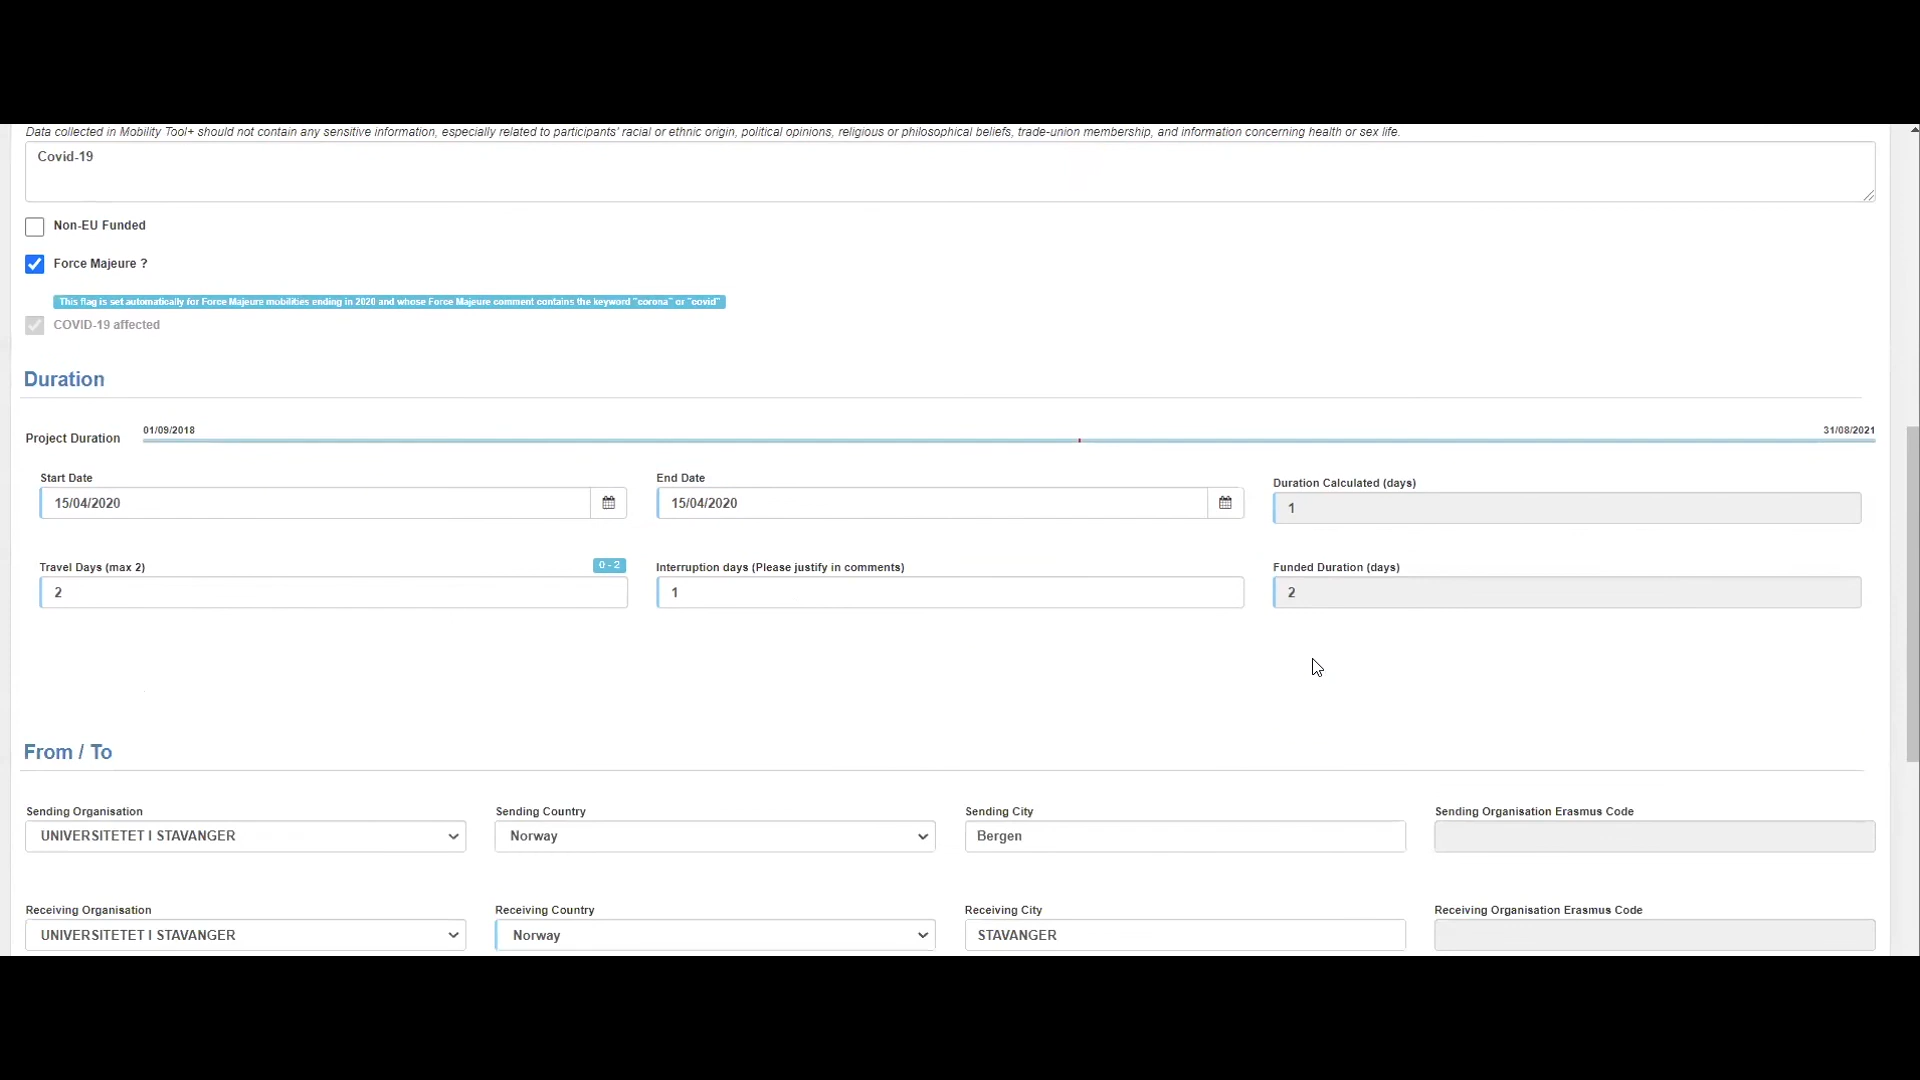 Data collected in Mobility Tool+ should not contain any sensitive information, especially related to participants' racial or ethnic origin, political opinions, religious or philosophical beliefs, trade-union membership, and information concerning health or sex life.
Covid-19
Non-EU Funded
Force Majeure ?
This flag is set automatically for Force Majeure mobilities ending in 2020 and whose Force Majeure comment contains the keyword "corona" or "covid"
COVID-19 affected
Duration
Project Duration 01/09/2018 31/08/2021
Start Date End Date Duration Calculated (days)
15/04/2020 15/04/2020 1
Travel Days (max 2) 0 - 2 Interruption days (Please justify in comments) Funded Duration (days)
2 1 2
From / To
Sending Organisation Sending Country Sending City Sending Organisation Erasmus Code
UNIVERSITETET I STAVANGER Norway Bergen
Receiving Organisation Receiving Country Receiving City Receiving Organisation Erasmus Code
UNIVERSITETET I STAVANGER Norway STAVANGER